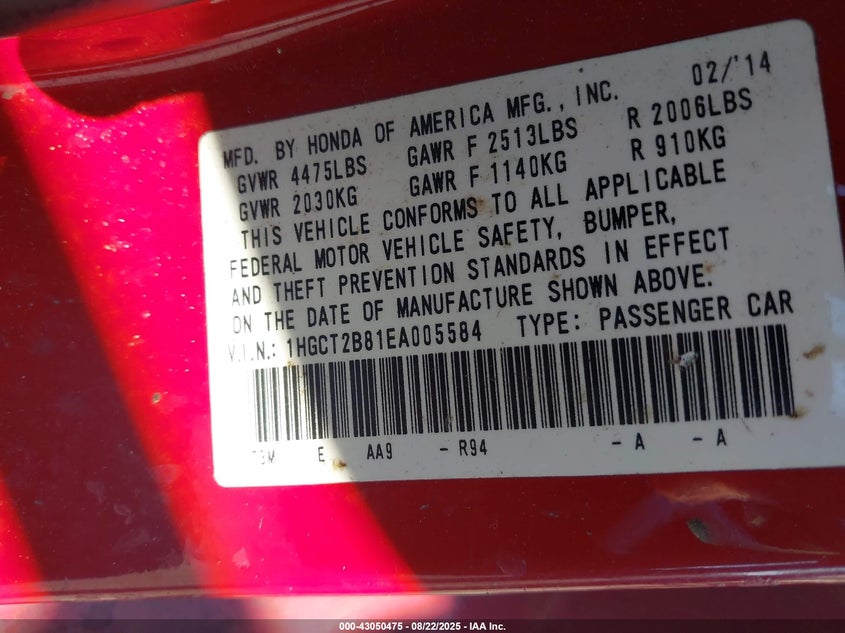 02/'14
MFD. BY HONDA OF AMERICA MFG., INC.
GVWR 4475LBS GAWR F 2513LBS R 2006LBS
GVWR 2030KG GAWR F 1140KG R 910KG
THIS VEHICLE CONFORMS TO ALL APPLICABLE
FEDERAL MOTOR VEHICLE SAFETY, BUMPER,
AND THEFT PREVENTION STANDARDS IN EFFECT
ON THE DATE OF MANUFACTURE SHOWN ABOVE.
V.I.N.: 1HGCT2B81EA005584 TYPE: PASSENGER CAR
E AA9 - R94 - A - A
000-43050475 - 08/22/2025 - IAA Inc.